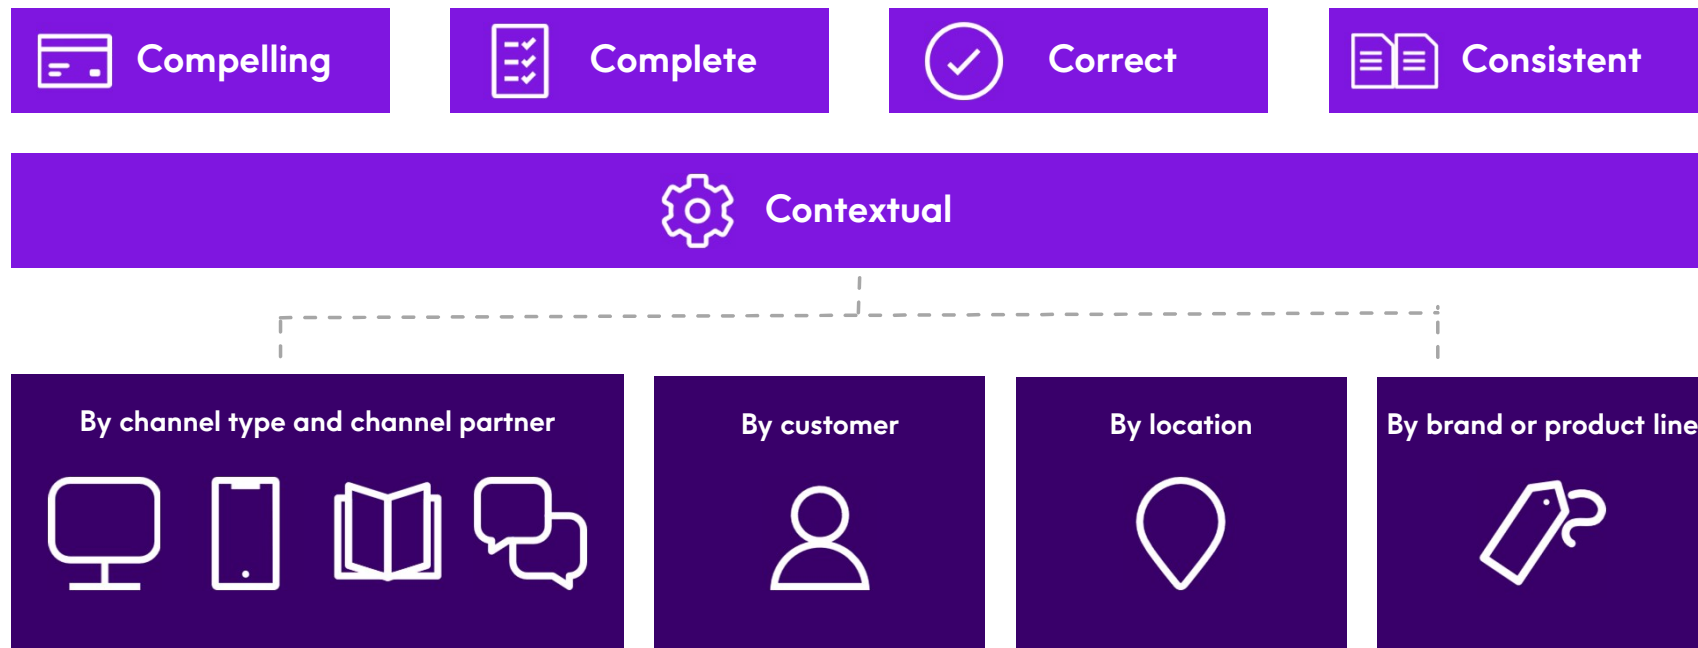 Compelling
Complete
Correct
Consistent
Contextual
By channel type and channel partner
By customer
By location
By brand or product line